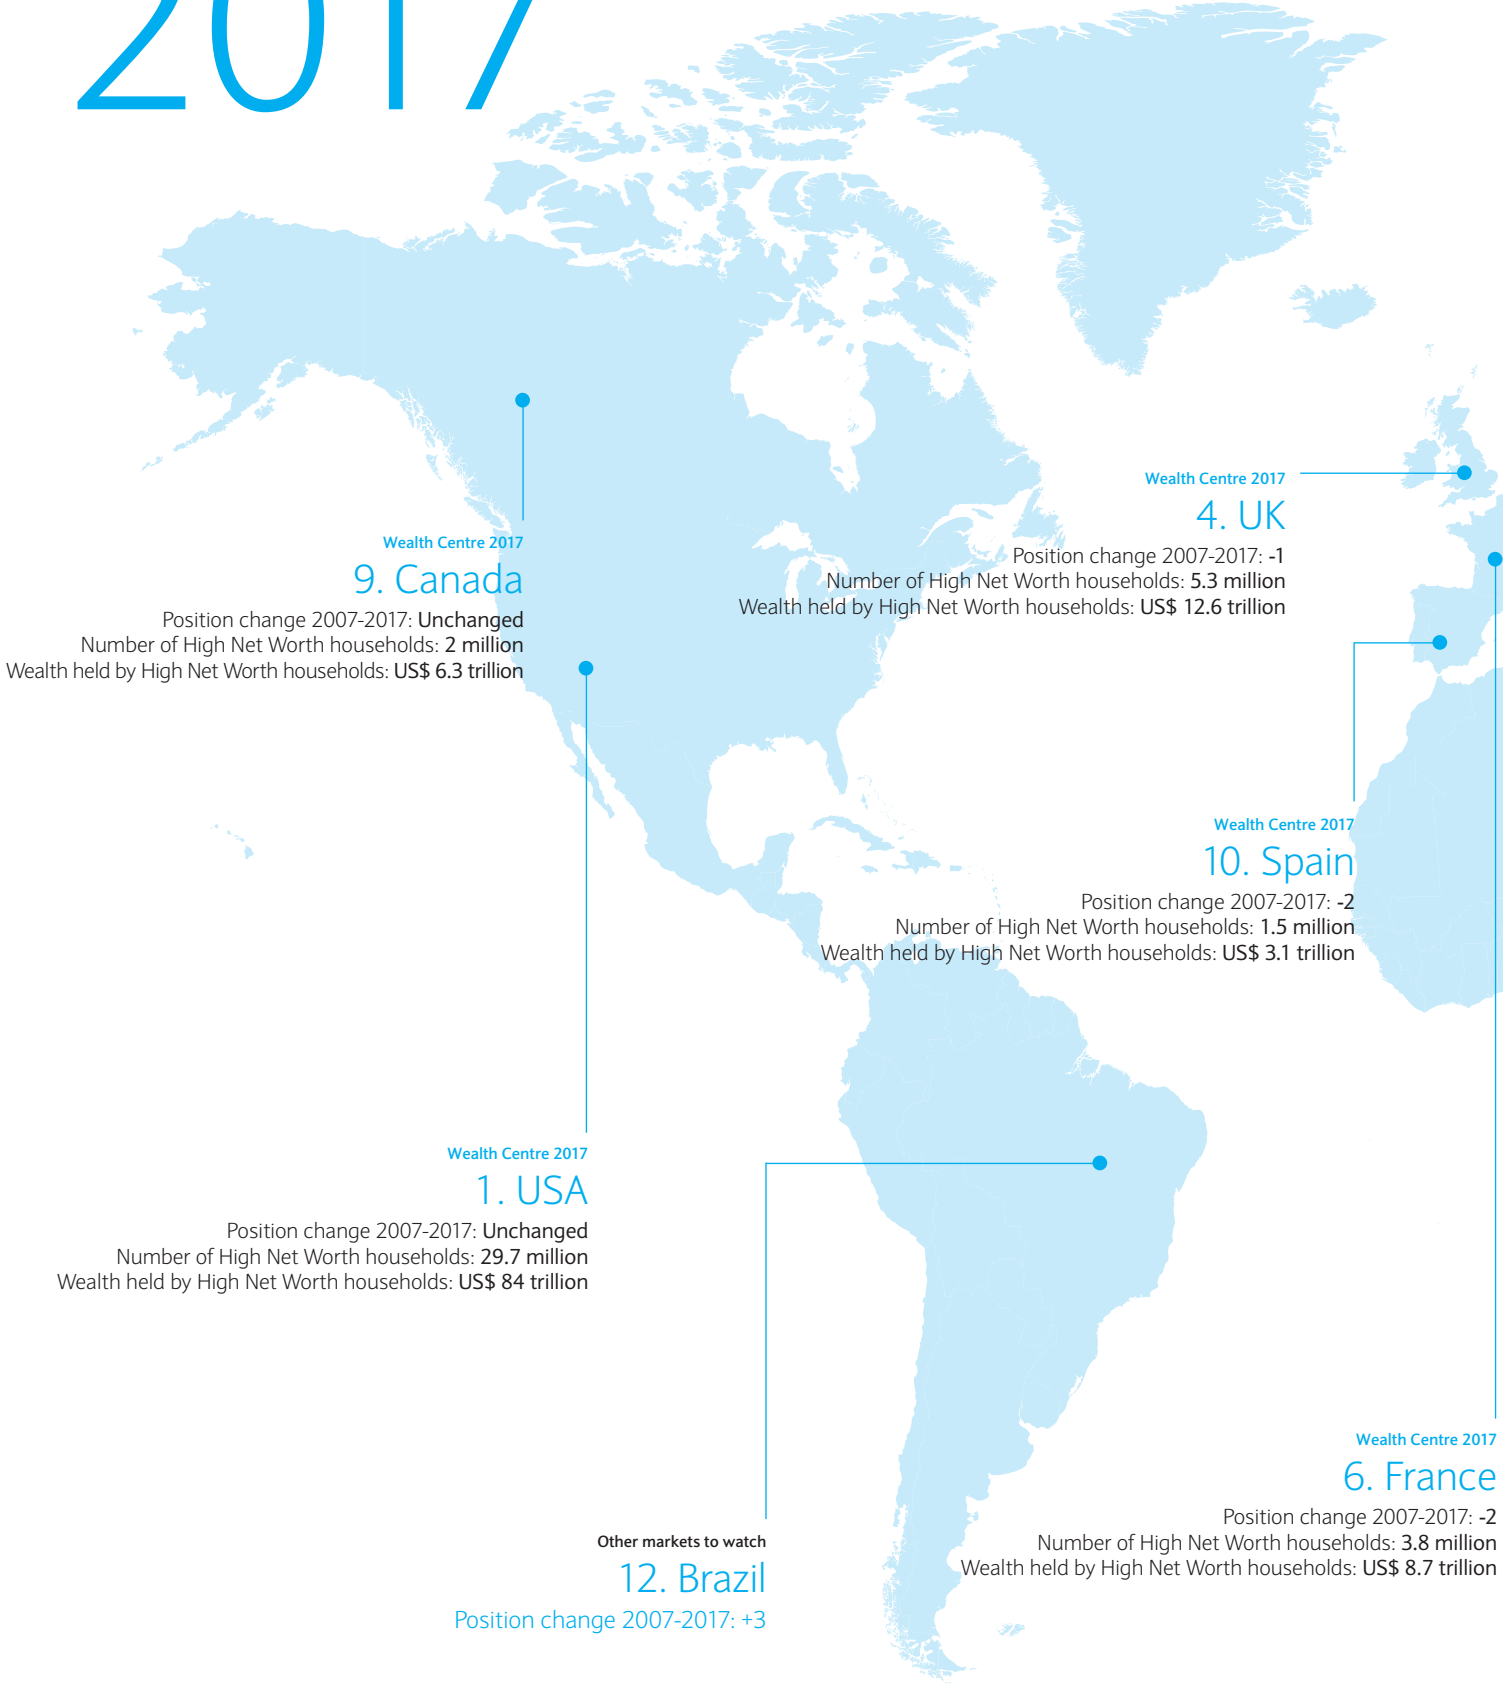 2017
Wealth Centre 2017
4. UK
Position change 2007-2017: -1
Number of High Net Worth households: 5.3 million
Wealth held by High Net Worth households: US$ 12.6 trillion
Wealth Centre 2017
9. Canada
Position change 2007-2017: Unchanged
Number of High Net Worth households: 2 million
Wealth held by High Net Worth households: US$ 6.3 trillion
Wealth Centre 2017
10. Spain
Position change 2007-2017: -2
Number of High Net Worth households: 1.5 million
Wealth held by High Net Worth households: US$ 3.1 trillion
Wealth Centre 2017
1. USA
Position change 2007-2017: Unchanged
Number of High Net Worth households: 29.7 million
Wealth held by High Net Worth households: US$ 84 trillion
Wealth Centre 2017
6. France
Position change 2007-2017: -2
Number of High Net Worth households: 3.8 million
Wealth held by High Net Worth households: US$ 8.7 trillion
Other markets to watch
12. Brazil
Position change 2007-2017: +3